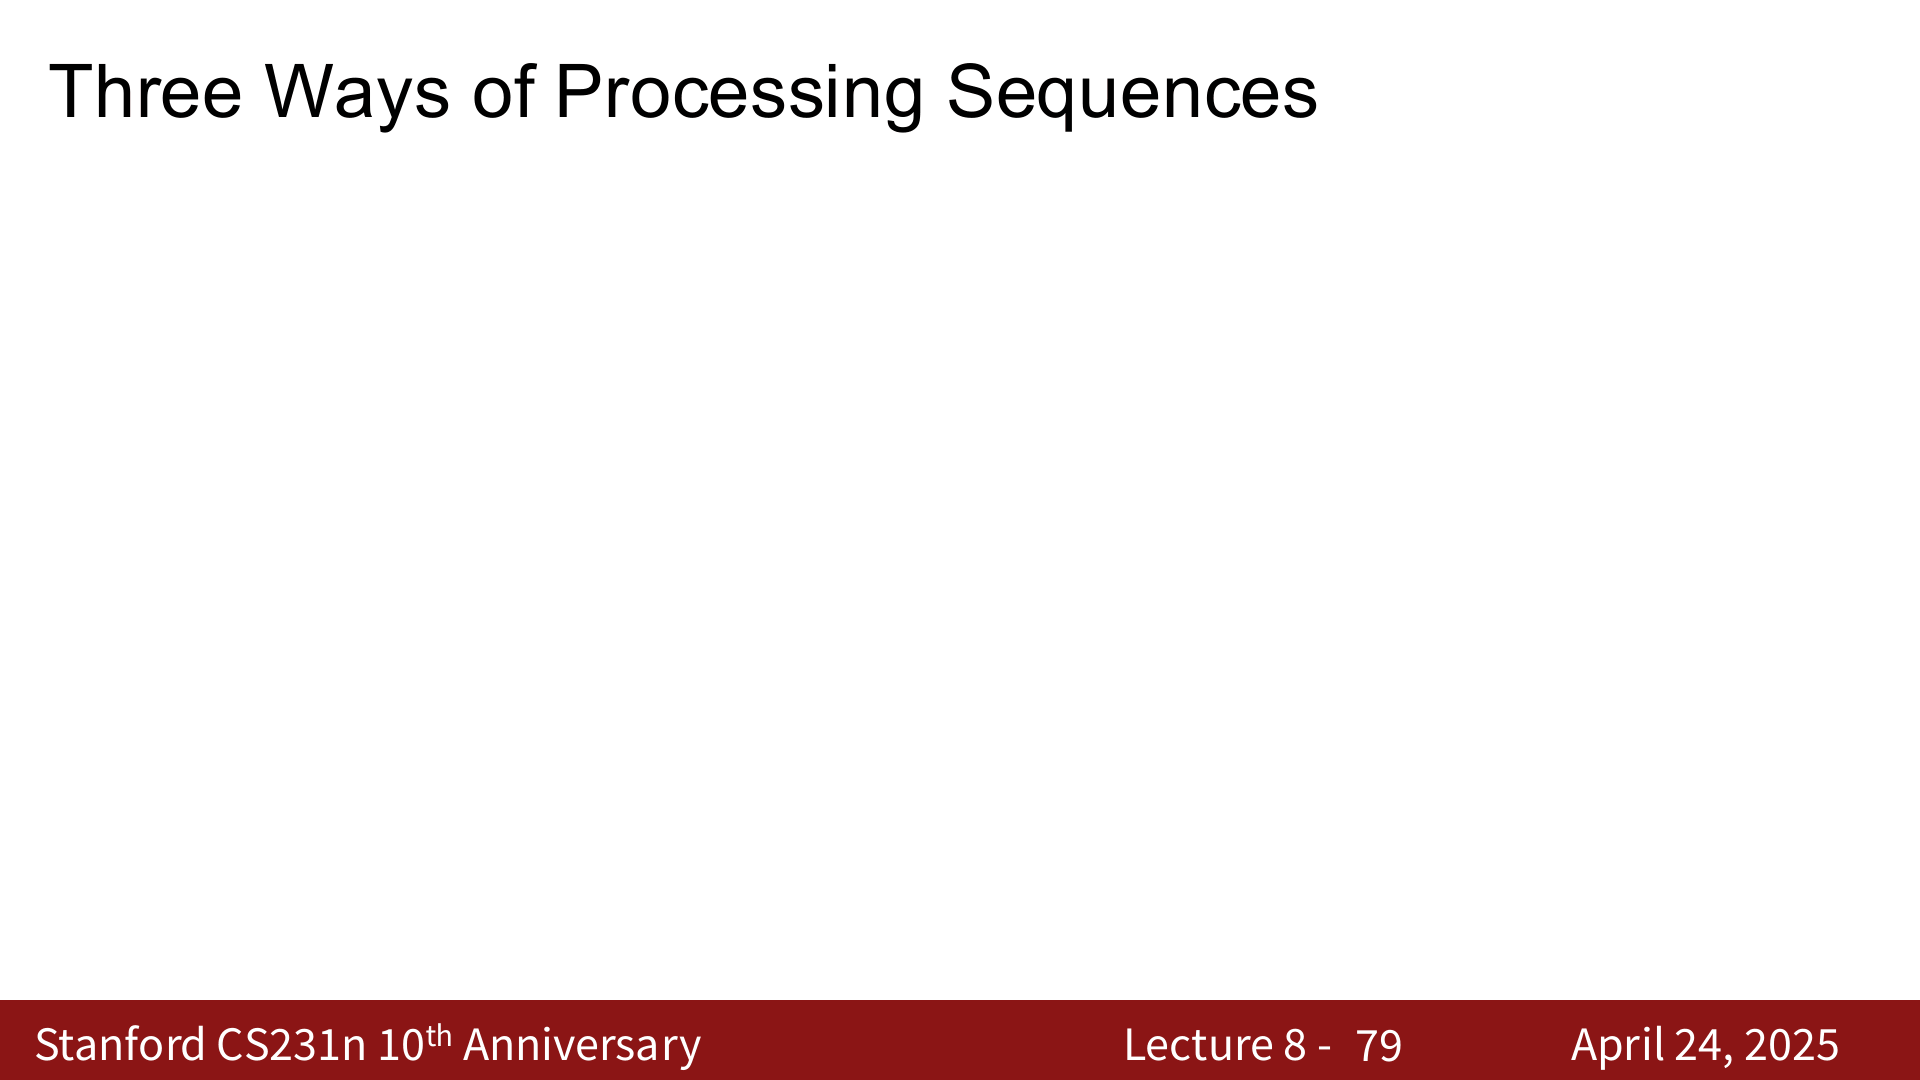 Three Ways of Processing Sequences
Stanford CS231n 10th Anniversary
Lecture 8 - 79
April 24, 2025